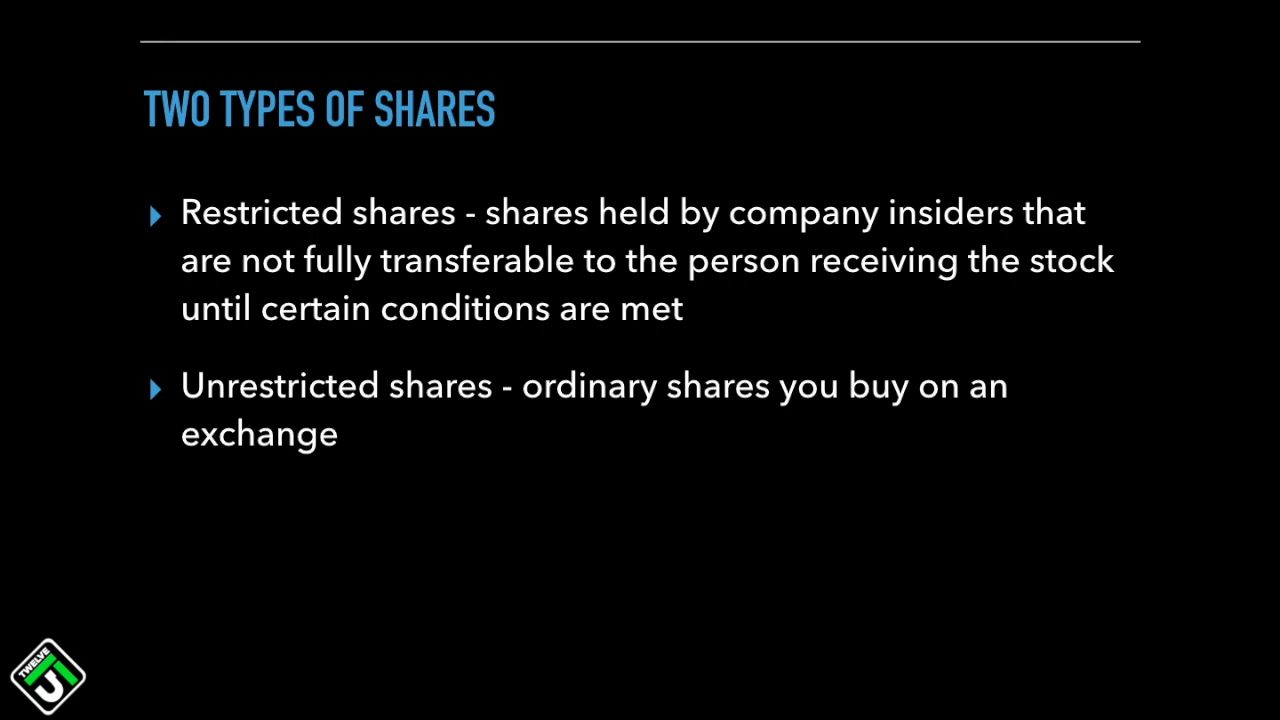 TWO TYPES OF SHARES
▸ Restricted shares - shares held by company insiders that
are not fully transferable to the person receiving the stock
until certain conditions are met
▸ Unrestricted shares - ordinary shares you buy on an
exchange
TWELVE